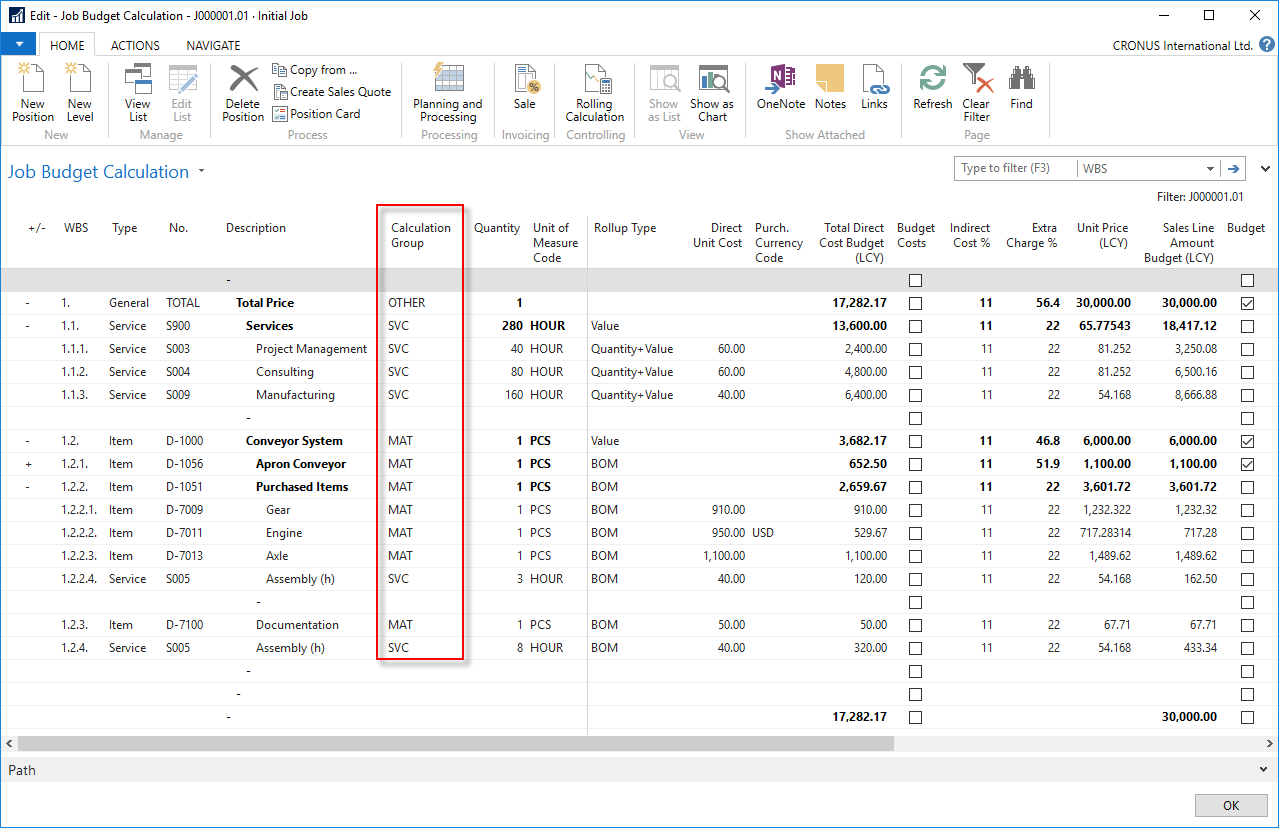 Edit - Job Budget Calculation - J000001.01 · Initial Job
HOME ACTIONS NAVIGATE CRONUS International Ltd. ?
New Position
New Level
New
View List
Edit List
Manage
Delete Position
Copy from ...
Create Sales Quote
Position Card
Process
Planning and Processing
Processing
Sale
Invoicing
Rolling Calculation
Controlling
Show as List
Show as Chart
View
OneNote
Notes
Links
Show Attached
Refresh
Clear Filter
Find
Page
Job Budget Calculation
Type to filter (F3) WBS
Filter: J000001.01
+/- WBS Type No. Description Calculation Group Quantity Unit of Measure Code Rollup Type Direct Unit Cost Purch. Currency Code Total Direct Cost Budget (LCY) Budget Costs Indirect Cost % Extra Charge % Unit Price (LCY) Sales Line Amount Budget (LCY) Budget
-
- 1. General TOTAL Total Price OTHER 1 17,282.17 11 56.4 30,000.00 30,000.00
- 1.1. Service S900 Services SVC 280 HOUR Value 13,600.00 11 22 65.77543 18,417.12
1.1.1. Service S003 Project Management SVC 40 HOUR Quantity+Value 60.00 2,400.00 11 22 81.252 3,250.08
1.1.2. Service S004 Consulting SVC 80 HOUR Quantity+Value 60.00 4,800.00 11 22 81.252 6,500.16
1.1.3. Service S009 Manufacturing SVC 160 HOUR Quantity+Value 40.00 6,400.00 11 22 54.168 8,666.88
-
- 1.2. Item D-1000 Conveyor System MAT 1 PCS Value 3,682.17 11 46.8 6,000.00 6,000.00
+ 1.2.1. Item D-1056 Apron Conveyor MAT 1 PCS BOM 652.50 11 51.9 1,100.00 1,100.00
- 1.2.2. Item D-1051 Purchased Items MAT 1 PCS BOM 2,659.67 11 22 3,601.72 3,601.72
1.2.2.1. Item D-7009 Gear MAT 1 PCS BOM 910.00 910.00 11 22 1,232.322 1,232.32
1.2.2.2. Item D-7011 Engine MAT 1 PCS BOM 950.00 USD 529.67 11 22 717.28314 717.28
1.2.2.3. Item D-7013 Axle MAT 1 PCS BOM 1,100.00 1,100.00 11 22 1,489.62 1,489.62
1.2.2.4. Service S005 Assembly (h) SVC 3 HOUR BOM 40.00 120.00 11 22 54.168 162.50
-
1.2.3. Item D-7100 Documentation MAT 1 PCS BOM 50.00 50.00 11 22 67.71 67.71
1.2.4. Service S005 Assembly (h) SVC 8 HOUR BOM 40.00 320.00 11 22 54.168 433.34
-
-
- 17,282.17 30,000.00
Path
OK